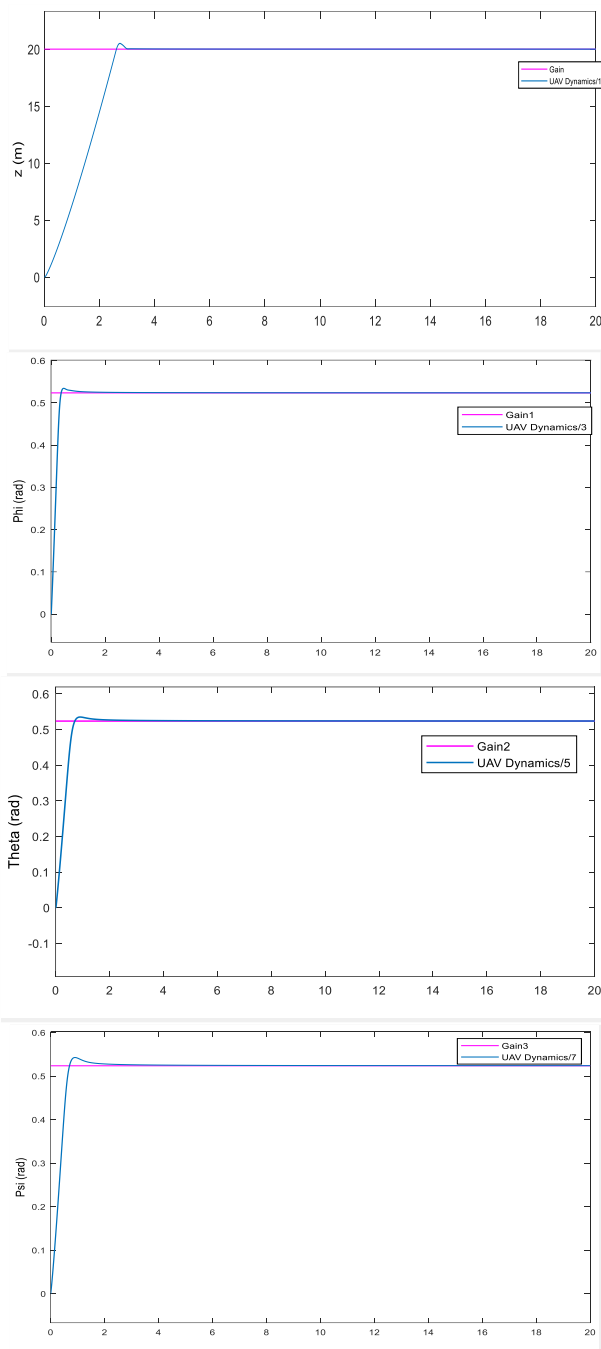 20
15
10
5
0
z (m)
Gain
UAV Dynamics/1
0 2 4 6 8 10 12 14 16 18 20
0.6
0.5
0.4
0.3
0.2
0.1
0
Phi (rad)
Gain1
UAV Dynamics/3
0 2 4 6 8 10 12 14 16 18 20
0.6
0.5
0.4
0.3
0.2
0.1
0
-0.1
Theta (rad)
Gain2
UAV Dynamics/5
0 2 4 6 8 10 12 14 16 18 20
0.6
0.5
0.4
0.3
0.2
0.1
0
Psi (rad)
Gain3
UAV Dynamics/7
0 2 4 6 8 10 12 14 16 18 20